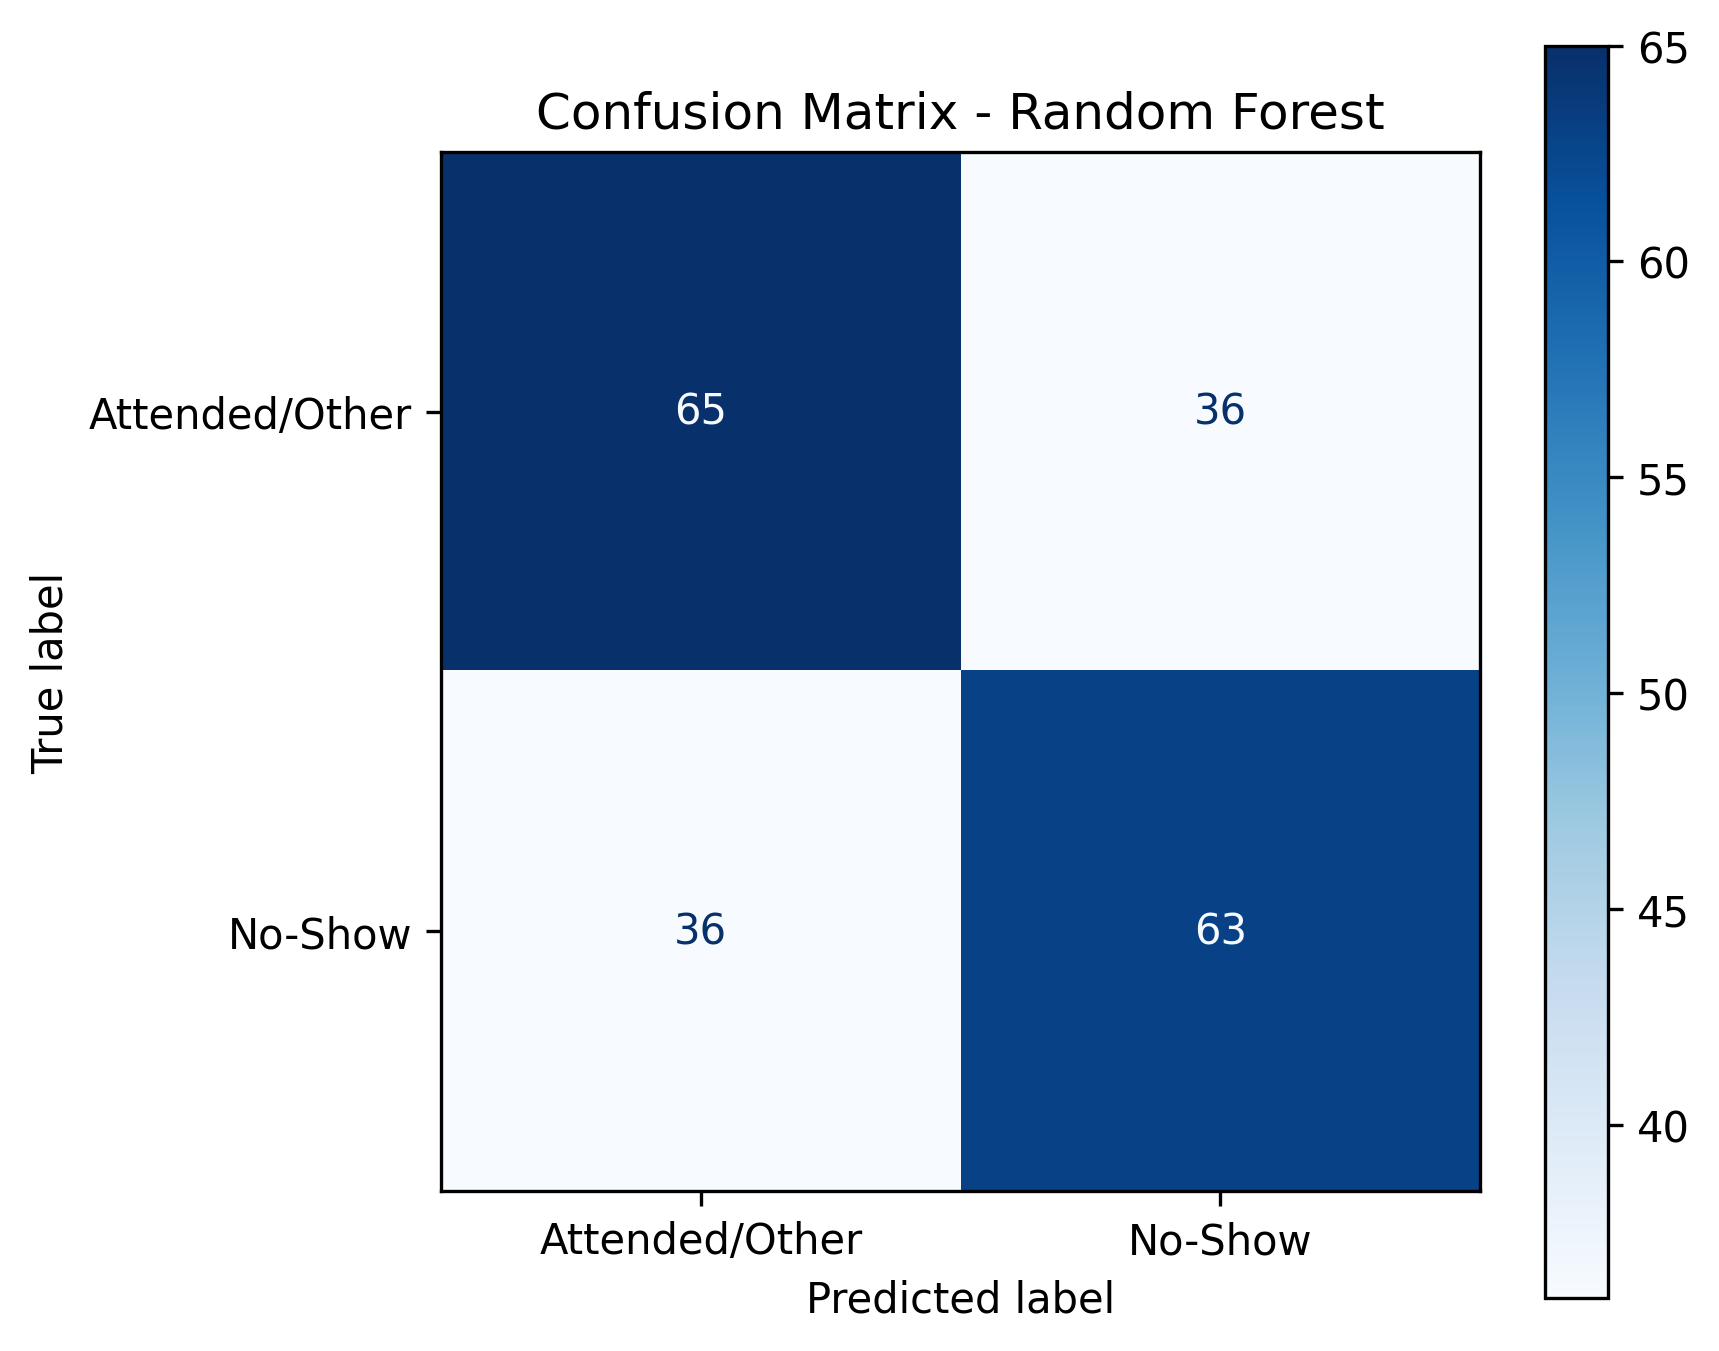 Confusion Matrix - Random Forest
True label
Attended/Other
No-Show
65
36
36
63
Attended/Other
No-Show
Predicted label
65
60
55
50
45
40